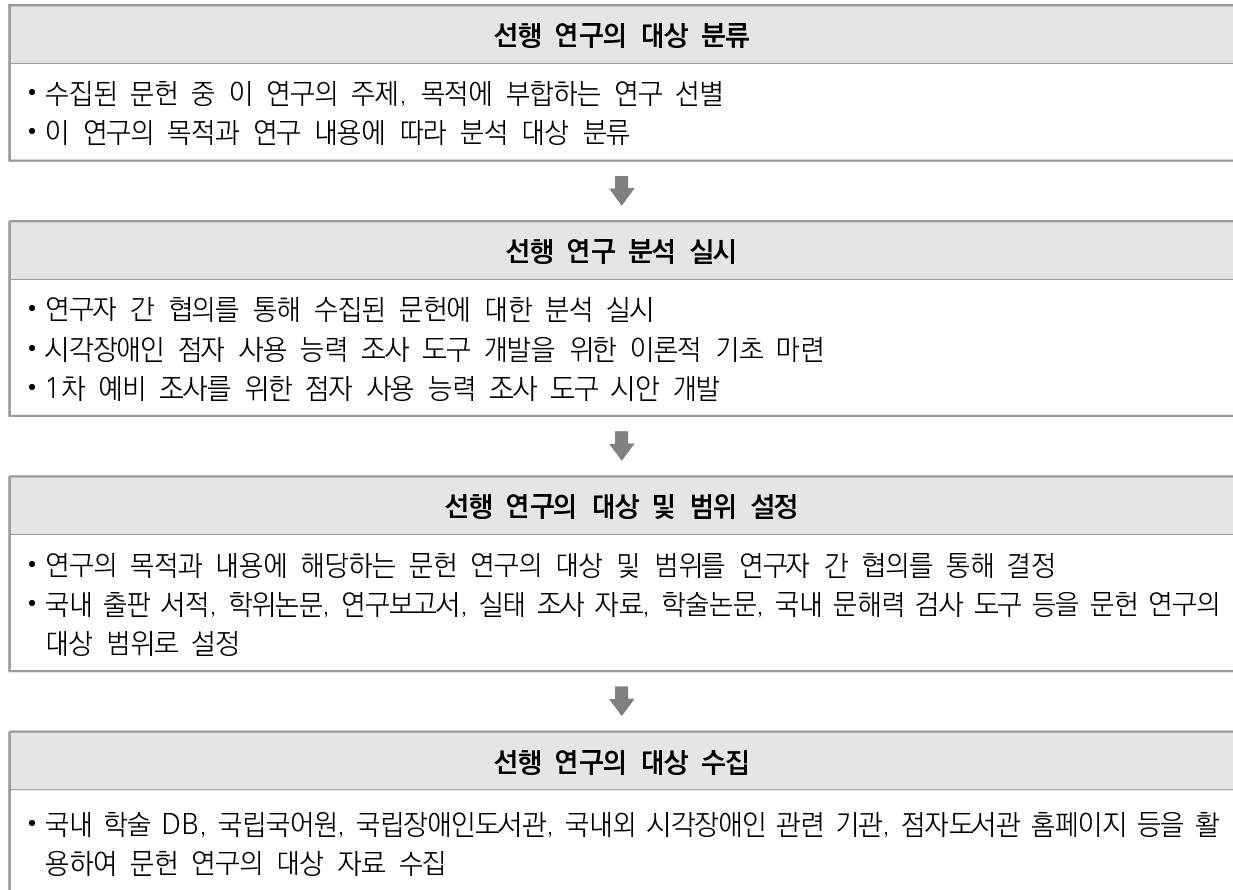 선행 연구의 대상 분류
• 수집된 문헌 중 이 연구의 주제, 목적에 부합하는 연구 선별
• 이 연구의 목적과 연구 내용에 따라 분석 대상 분류
선행 연구 분석 실시
• 연구자 간 협의를 통해 수집된 문헌에 대한 분석 실시
• 시각장애인 점자 사용 능력 조사 도구 개발을 위한 이론적 기초 마련
• 1차 예비 조사를 위한 점자 사용 능력 조사 도구 시안 개발
선행 연구의 대상 및 범위 설정
• 연구의 목적과 내용에 해당하는 문헌 연구의 대상 및 범위를 연구자 간 협의를 통해 결정
• 국내 출판 서적, 학위논문, 연구보고서, 실태 조사 자료, 학술논문, 국내 문해력 검사 도구 등을 문헌 연구의
대상 범위로 설정
선행 연구의 대상 수집
• 국내 학술 DB, 국립국어원, 국립장애인도서관, 국내외 시각장애인 관련 기관, 점자도서관 홈페이지 등을 활
용하여 문헌 연구의 대상 자료 수집